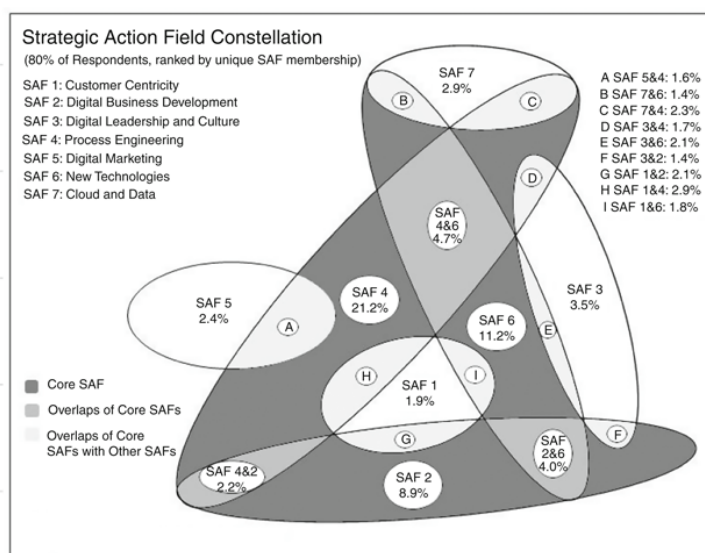 Strategic Action Field Constellation
(80% of Respondents, ranked by unique SAF membership)
SAF 1: Customer Centricity
SAF 2: Digital Business Development
SAF 3: Digital Leadership and Culture
SAF 4: Process Engineering
SAF 5: Digital Marketing
SAF 6: New Technologies
SAF 7: Cloud and Data
A SAF 5&4: 1.6%
B SAF 7&6: 1.4%
C SAF 7&4: 2.3%
D SAF 3&4: 1.7%
E SAF 3&6: 2.1%
F SAF 3&2: 1.4%
G SAF 1&2: 2.1%
H SAF 1&4: 2.9%
I SAF 1&6: 1.8%
SAF 7
2.9%
B
C
D
SAF
4&6
4.7%
SAF 3
3.5%
SAF 5
2.4%
A
SAF 4
21.2%
SAF 6
11.2%
E
H
SAF 1
1.9%
I
G
F
SAF 4&2
2.2%
SAF 2
8.9%
SAF
2&6
4.0%
Core SAF
Overlaps of Core SAFs
Overlaps of Core
SAFs with Other SAFs